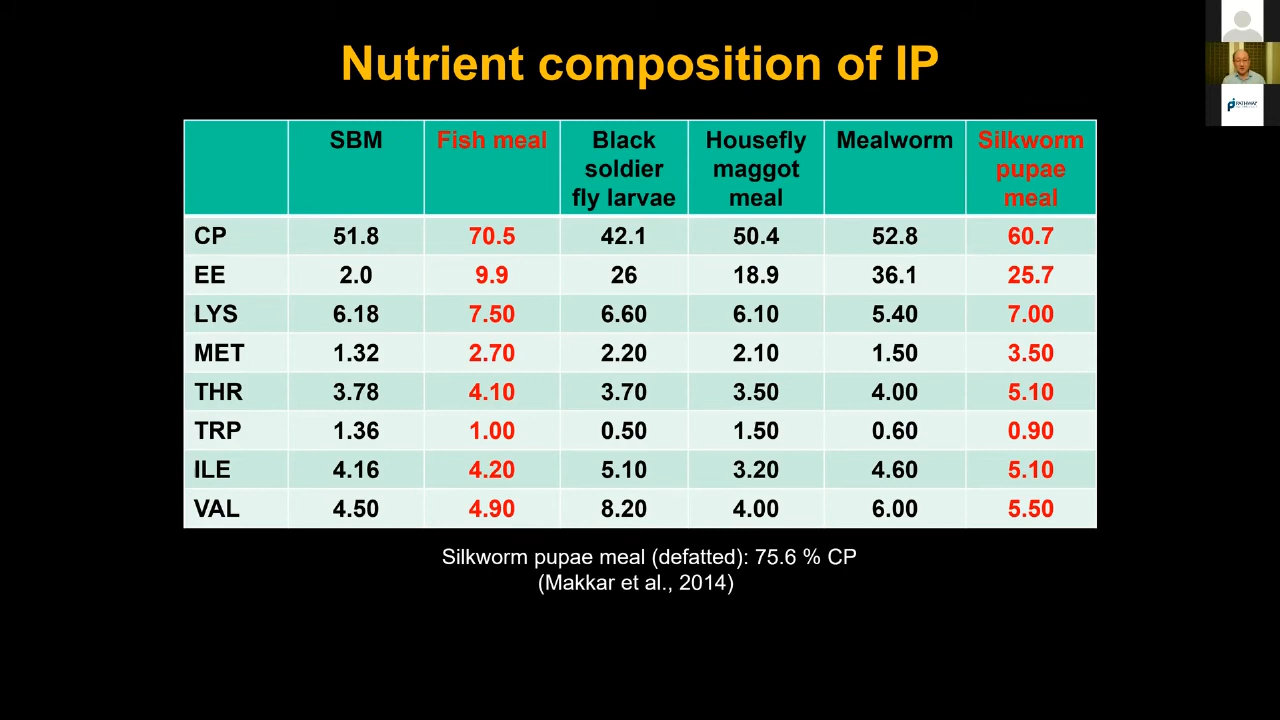 Nutrient composition of IP
SBM Fish meal Black soldier fly larvae Housefly maggot meal Mealworm Silkworm pupae meal
CP 51.8 70.5 42.1 50.4 52.8 60.7
EE 2.0 9.9 26 18.9 36.1 25.7
LYS 6.18 7.50 6.60 6.10 5.40 7.00
MET 1.32 2.70 2.20 2.10 1.50 3.50
THR 3.78 4.10 3.70 3.50 4.00 5.10
TRP 1.36 1.00 0.50 1.50 0.60 0.90
ILE 4.16 4.20 5.10 3.20 4.60 5.10
VAL 4.50 4.90 8.20 4.00 6.00 5.50
Silkworm pupae meal (defatted): 75.6 % CP
(Makkar et al., 2014)
PATHWAY